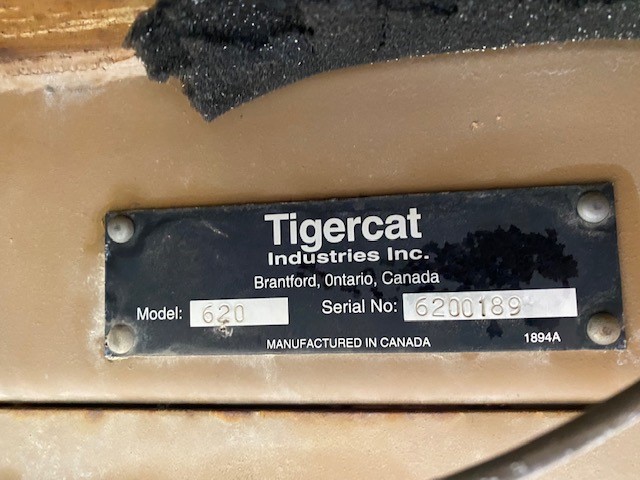 Tigercat
Industries Inc.
Brantford, Ontario, Canada
Model: 620 Serial No: 6200189
MANUFACTURED IN CANADA 1894A